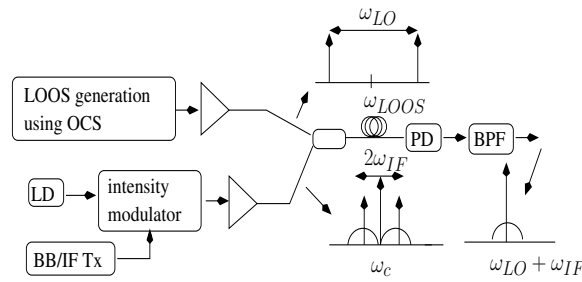 ω_LO
LOOS generation
using OCS
ω_LOOS
PD
BPF
2ω_IF
LD
intensity
modulator
BB/IF Tx
ω_c
ω_LO + ω_IF